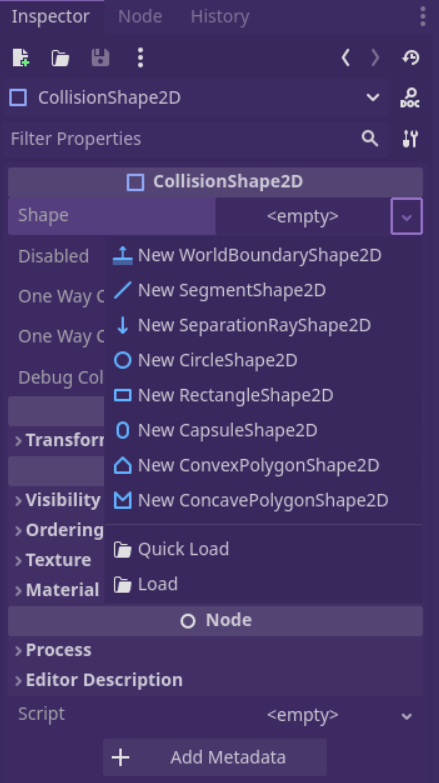 Inspector Node History
DOC
CollisionShape2D
Filter Properties
CollisionShape2D
Shape <empty>
Disabled New WorldBoundaryShape2D
One Way C New SegmentShape2D
One Way C New SeparationRayShape2D
New CircleShape2D
Debug Col New RectangleShape2D
New CapsuleShape2D
Transforr New ConvexPolygonShape2D
Visibility New ConcavePolygonShape2D
Ordering
Quick Load
Texture
Material Load
Node
Process
Editor Description
Script <empty>
Add Metadata